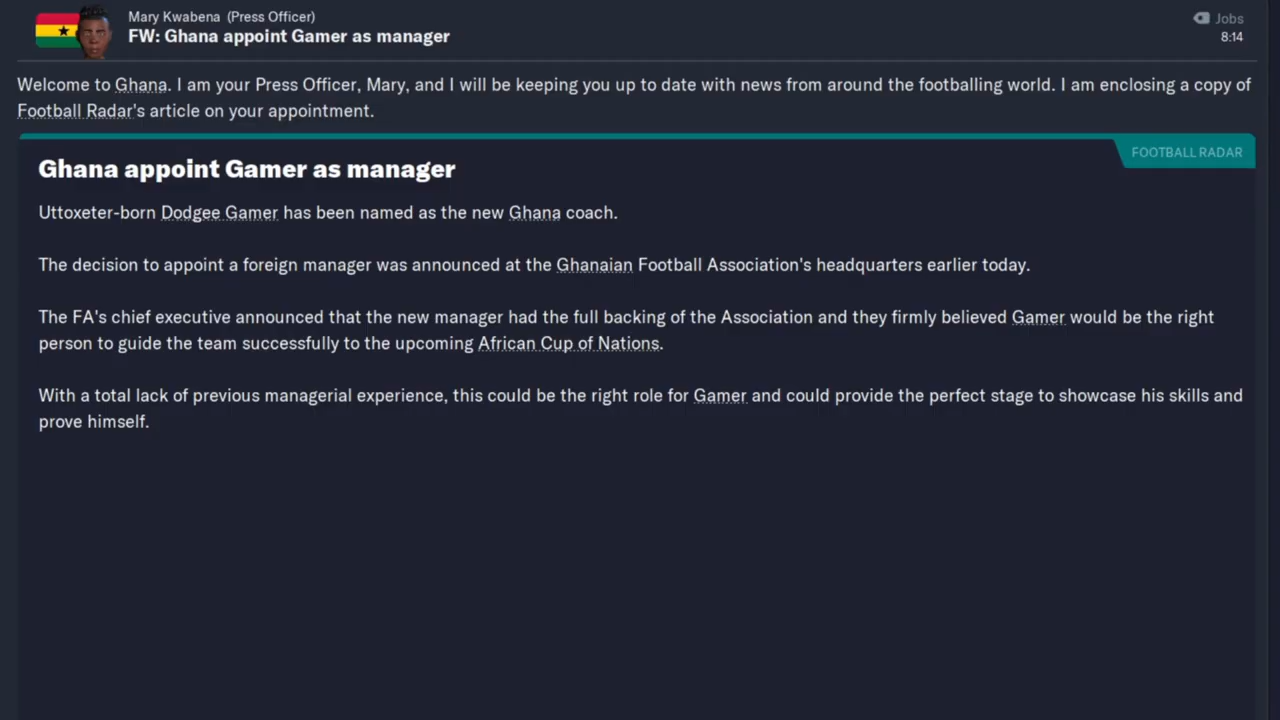 Mary Kwabena (Press Officer)
Jobs
FW: Ghana appoint Gamer as manager
8:14
Welcome to Ghana. I am your Press Officer, Mary, and I will be keeping you up to date with news from around the footballing world. I am enclosing a copy of
Football Radar's article on your appointment.
FOOTBALL RADAR
Ghana appoint Gamer as manager
Uttoxeter-born Dodgee Gamer has been named as the new Ghana coach.
The decision to appoint a foreign manager was announced at the Ghanaian Football Association's headquarters earlier today.
The FA's chief executive announced that the new manager had the full backing of the Association and they firmly believed Gamer would be the right
person to guide the team successfully to the upcoming African Cup of Nations.
With a total lack of previous managerial experience, this could be the right role for Gamer and could provide the perfect stage to showcase his skills and
prove himself.